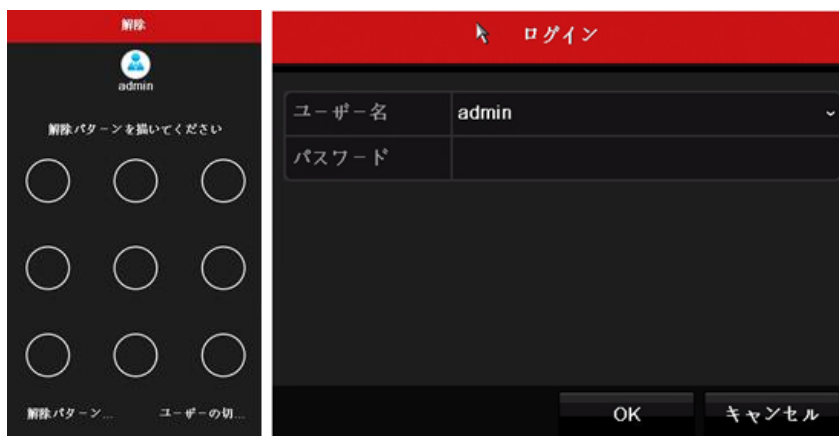 解除
admin
解除パターンを描いてください
解除パターン...
ユーザーの切...
ログイン
ユーザー名
admin
パスワード
OK
キャンセル